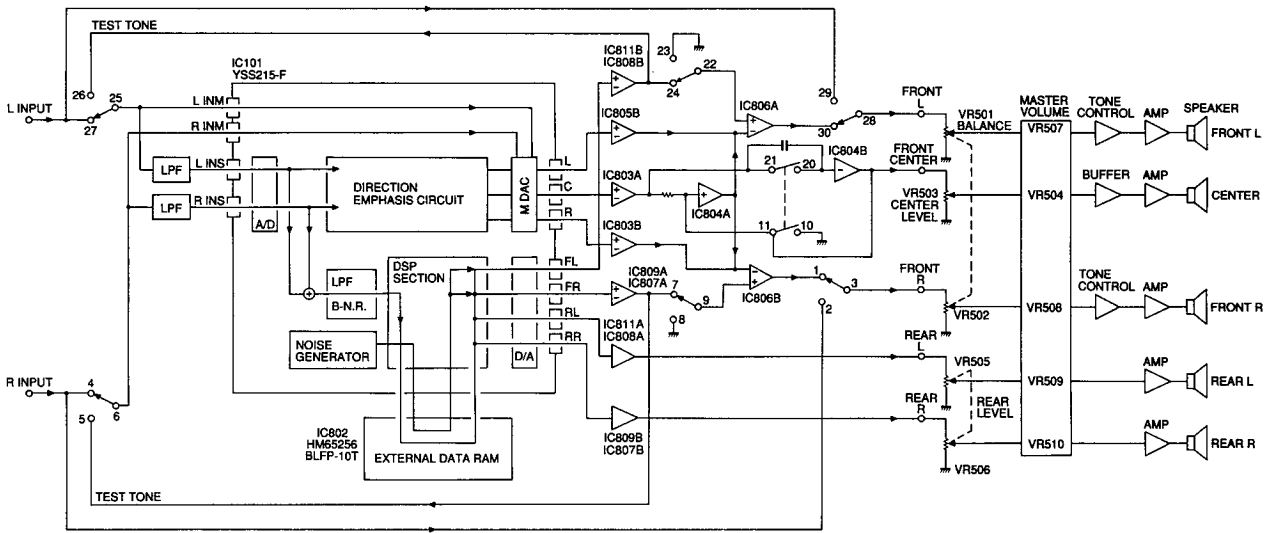 TEST TONE
IC101
YSS215-F
IC811B
IC808B
23
22
24
26
25
27
L INPUT
L INM
R INM
L INS
R INS
LPF
LPF
A/D
DIRECTION
EMPHASIS CIRCUIT
M DAC
L
C
R
IC805B
IC803A
IC803B
IC804A
IC806A
21
20
IC804B
11
10
29
30
28
FRONT
L
VR501
BALANCE
FRONT
CENTER
VR503
CENTER
LEVEL
MASTER
VOLUME
VR507
VR504
VR508
VR509
VR510
TONE
CONTROL
AMP
SPEAKER
FRONT L
BUFFER
AMP
CENTER
TONE
CONTROL
AMP
FRONT R
AMP
REAR L
AMP
REAR R
LPF
B-N.R.
DSP
SECTION
NOISE
GENERATOR
D/A
FL
FR
RL
RR
IC809A
IC807A
7
9
8
IC806B
1
3
2
FRONT
R
VR502
IC811A
IC808A
REAR
L
VR505
REAR
LEVEL
REAR
R
VR506
IC809B
IC807B
R INPUT
4
6
5
IC802
HM65256
BLFP-10T
EXTERNAL DATA RAM
TEST TONE